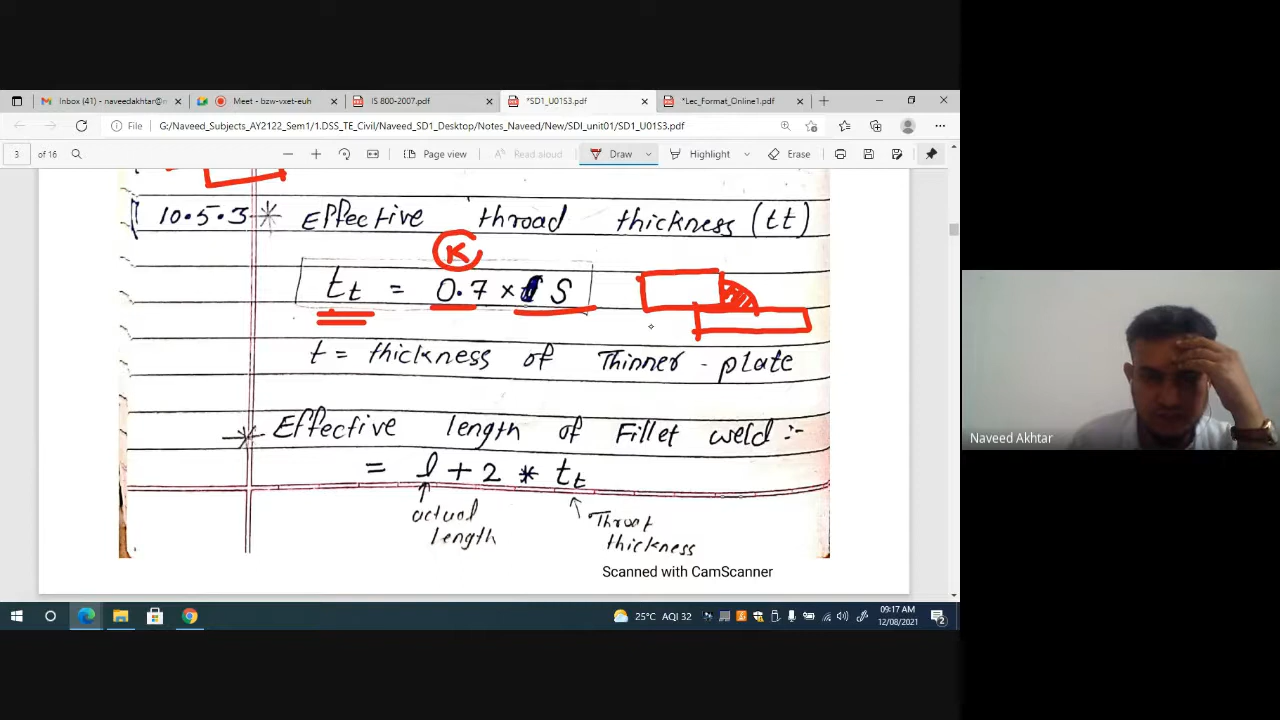 Inbox (41) - naveedakhtar@r
Meet - bzw-vxet-euh
IS 800-2007.pdf
*SD1_U01S3.pdf
*Lec_Format_Online1.pdf
File
G:/Naveed_Subjects_AY2122_Sem1/1.DSS_TE_Civil/Naveed_SD1_Desktop/Notes_Naveed/New/SDI_unit01/SD1_U01S3.pdf
3 of 16
Page view
Read aloud
Draw
Highlight
Erase
10.5.3 * Effective throad thickness (tt)
K
tt = 0.7 × S
t = thickness of Thinner - plate
Effective length of Fillet weld :-
= l + 2 * tt
actual length
Throat thickness
Scanned with CamScanner
Naveed Akhtar
25°C AQI 32
09:17 AM
12/08/2021
2